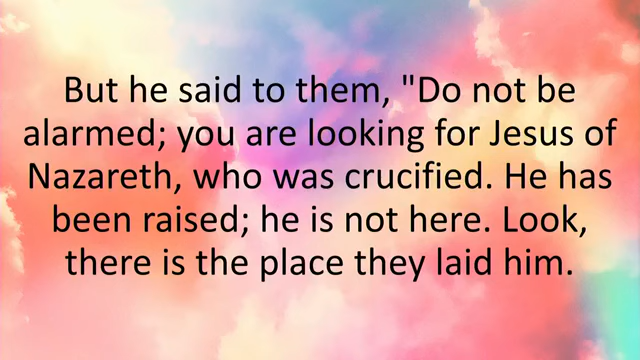 But he said to them, "Do not be
alarmed; you are looking for Jesus of
Nazareth, who was crucified. He has
been raised; he is not here. Look,
there is the place they laid him.